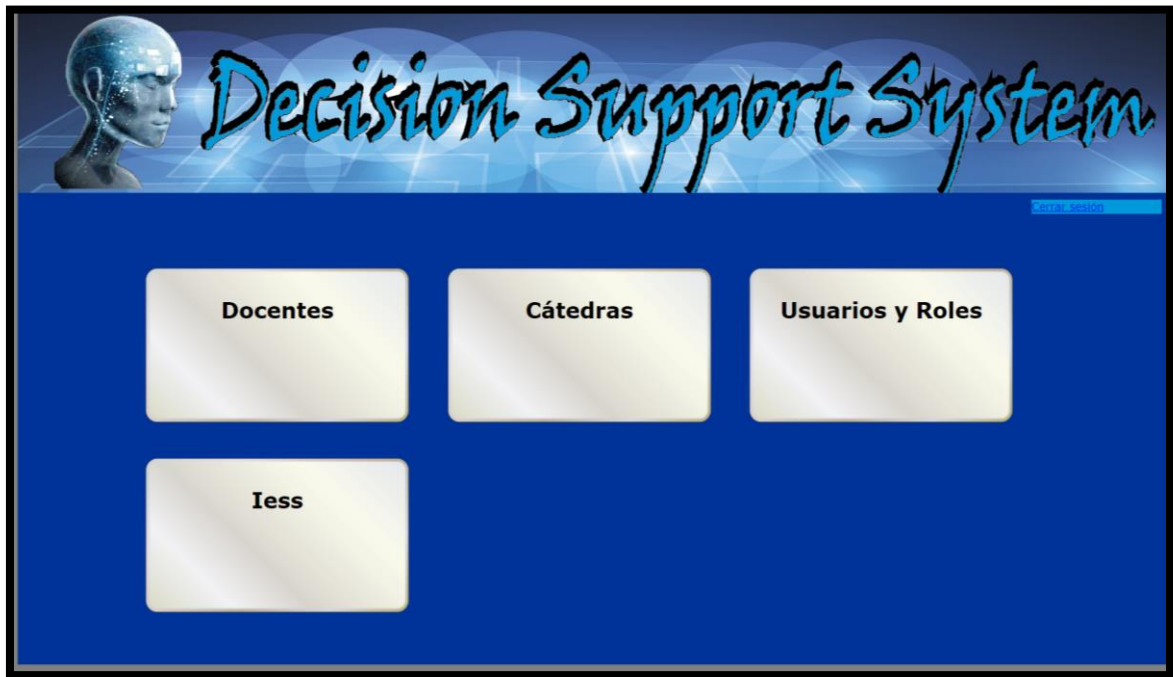 Decision Support System
Cerrar sesión
Docentes
Cátedras
Usuarios y Roles
Iess